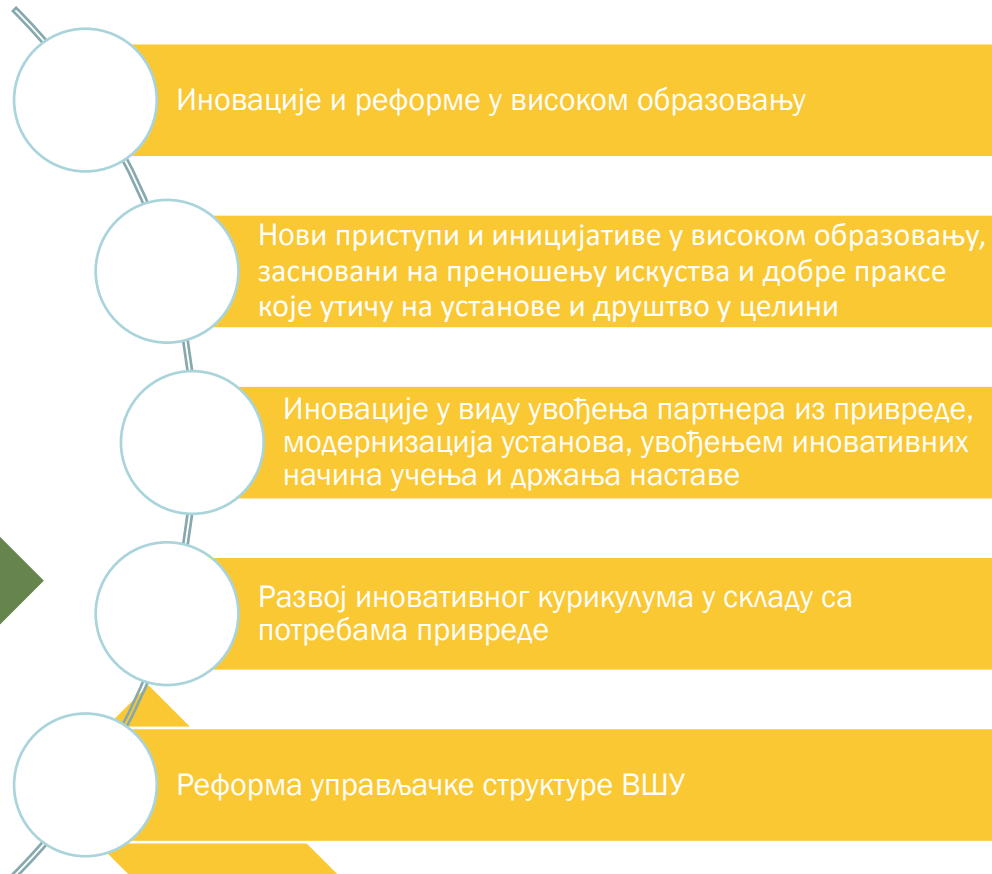 Иновације и реформе у високом образовању
Нови приступи и иницијативе у високом образовању,
засновани на преношењу искуства и добре праксе
које утичу на установе и друштво у целини
Иновације у виду увођења партнера из привреде,
модернизација установа, увођењем иновативних
начина учења и држања наставе
Развој иновативног курикулума у складу са
потребама привреде
Реформа управљачке структуре ВШУ